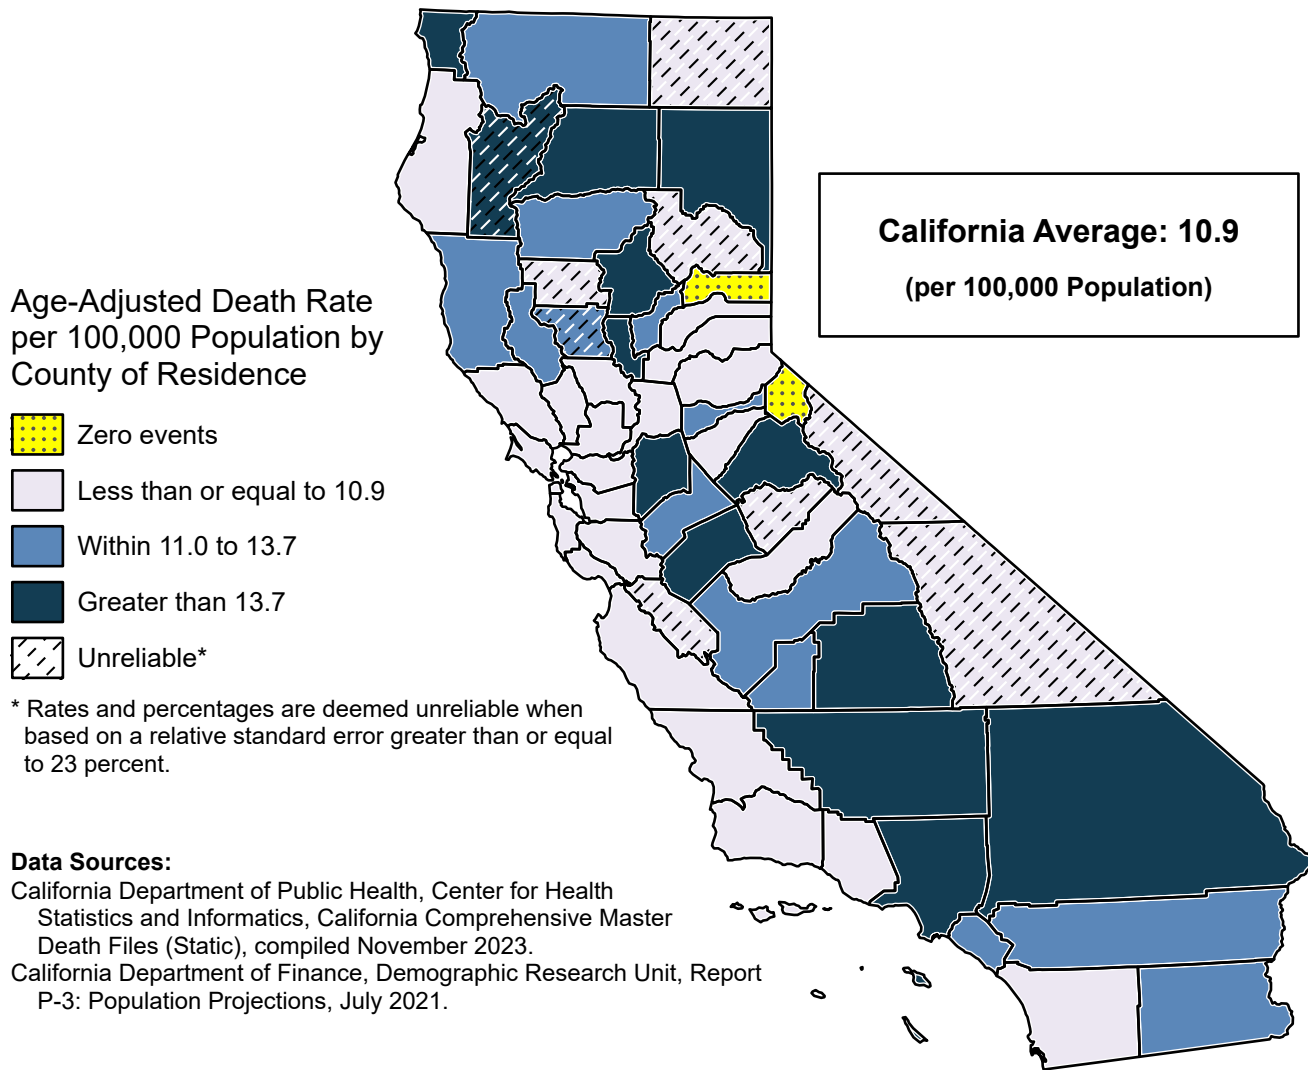 California Average: 10.9
(per 100,000 Population)
Age-Adjusted Death Rate
per 100,000 Population by
County of Residence
Zero events
Less than or equal to 10.9
Within 11.0 to 13.7
Greater than 13.7
Unreliable*
* Rates and percentages are deemed unreliable when
based on a relative standard error greater than or equal
to 23 percent.
Data Sources:
California Department of Public Health, Center for Health
Statistics and Informatics, California Comprehensive Master
Death Files (Static), compiled November 2023.
California Department of Finance, Demographic Research Unit, Report
P-3: Population Projections, July 2021.